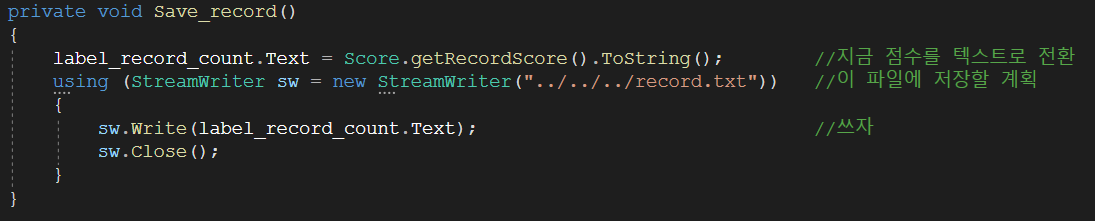 private void Save_record()
{
label_record_count.Text = Score.getRecordScore().ToString(); //지금 점수를 텍스트로 전환
using (StreamWriter sw = new StreamWriter("../../../record.txt")) //이 파일에 저장할 계획
{
sw.Write(label_record_count.Text); //쓰자
sw.Close();
}
}